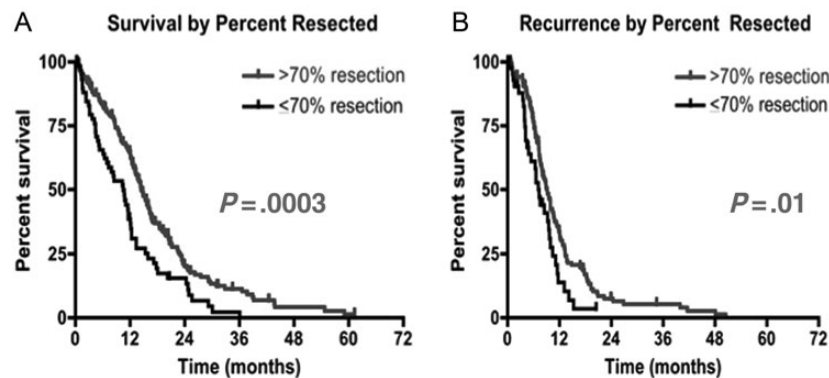 A
Survival by Percent Resected
Percent survival
100
75
50
25
0
>70% resection
≤70% resection
P=.0003
0 12 24 36 48 60 72
Time (months)
B
Recurrence by Percent Resected
Percent survival
100
75
50
25
0
>70% resection
≤70% resection
P=.01
0 12 24 36 48 60 72
Time (months)